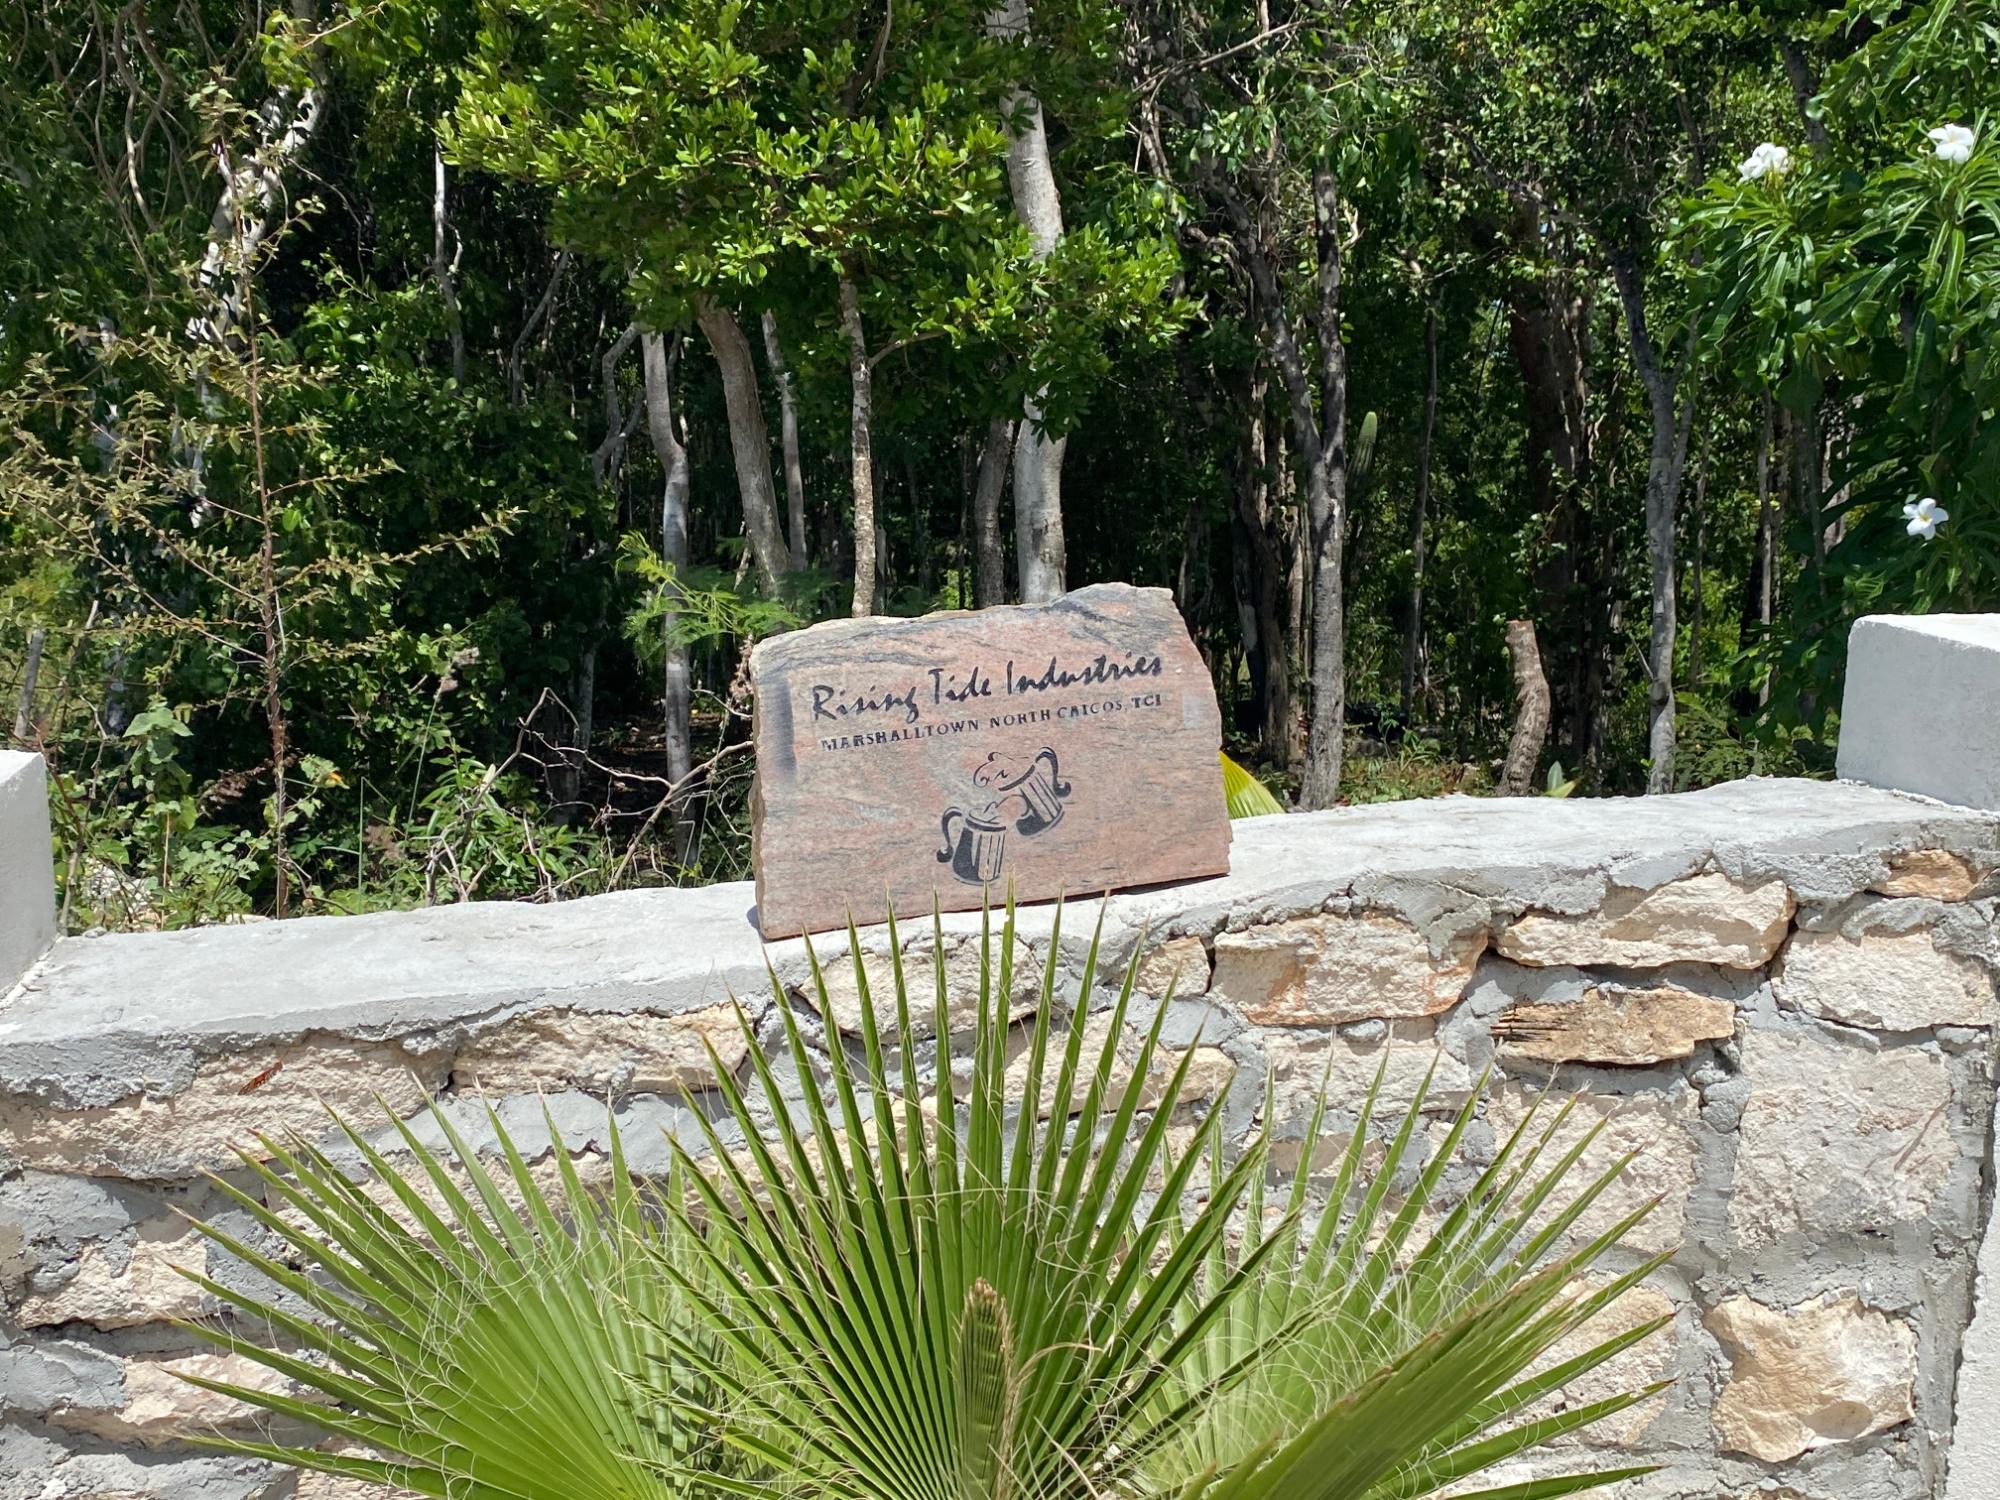 Rising Tide Industries
MARSHALLTOWN, NORTH CAICOS, TCI